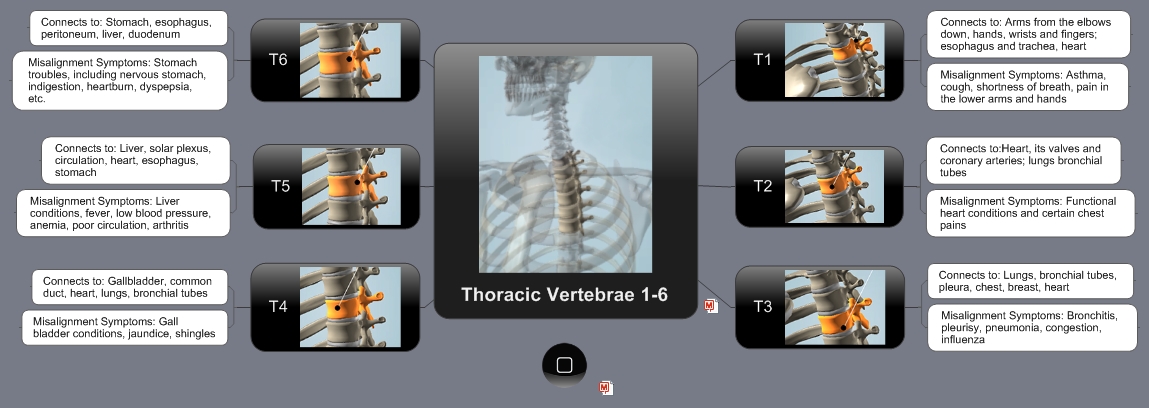 Connects to: Stomach, esophagus,
peritoneum, liver, duodenum
Misalignment Symptoms: Stomach
troubles, including nervous stomach,
indigestion, heartburn, dyspepsia,
etc.
T6
Connects to: Liver, solar plexus,
circulation, heart, esophagus,
stomach
Misalignment Symptoms: Liver
conditions, fever, low blood pressure,
anemia, poor circulation, arthritis
T5
Connects to: Gallbladder, common
duct, heart, lungs, bronchial tubes
Misalignment Symptoms: Gall
bladder conditions, jaundice, shingles
T4
Thoracic Vertebrae 1-6
M
M
T1
Connects to: Arms from the elbows
down, hands, wrists and fingers;
esophagus and trachea, heart
Misalignment Symptoms: Asthma,
cough, shortness of breath, pain in
the lower arms and hands
T2
Connects to:Heart, its valves and
coronary arteries; lungs bronchial
tubes
Misalignment Symptoms: Functional
heart conditions and certain chest
pains
T3
Connects to: Lungs, bronchial tubes,
pleura, chest, breast, heart
Misalignment Symptoms: Bronchitis,
pleurisy, pneumonia, congestion,
influenza